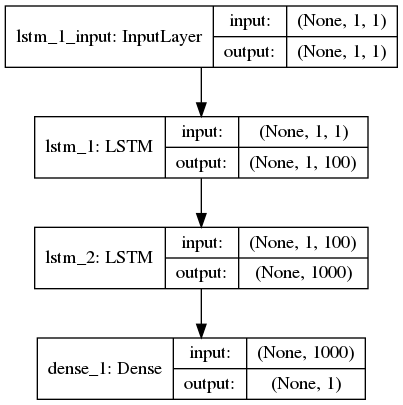 lstm_1_input: InputLayer
input: (None, 1, 1)
output: (None, 1, 1)
lstm_1: LSTM
input: (None, 1, 1)
output: (None, 1, 100)
lstm_2: LSTM
input: (None, 1, 100)
output: (None, 1000)
dense_1: Dense
input: (None, 1000)
output: (None, 1)